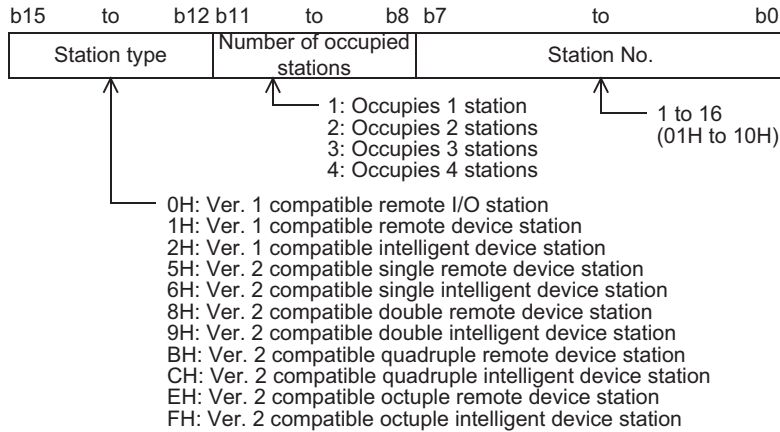 b15 to b12 b11 to b8 b7 to b0
Station type
Number of occupied
stations
Station No.
1: Occupies 1 station
2: Occupies 2 stations
3: Occupies 3 stations
4: Occupies 4 stations
1 to 16
(01H to 10H)
0H: Ver. 1 compatible remote I/O station
1H: Ver. 1 compatible remote device station
2H: Ver. 1 compatible intelligent device station
5H: Ver. 2 compatible single remote device station
6H: Ver. 2 compatible single intelligent device station
8H: Ver. 2 compatible double remote device station
9H: Ver. 2 compatible double intelligent device station
BH: Ver. 2 compatible quadruple remote device station
CH: Ver. 2 compatible quadruple intelligent device station
EH: Ver. 2 compatible octuple remote device station
FH: Ver. 2 compatible octuple intelligent device station